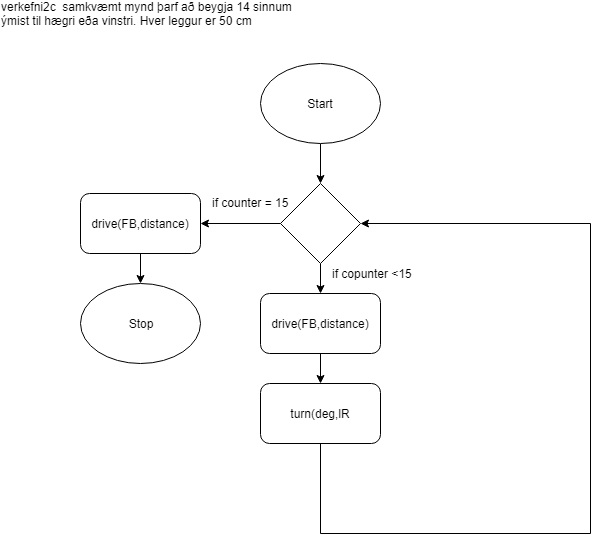 verkefni2c  samkvæmt mynd þarf að beygja 14 sinnum
ýmist til hægri eða vinstri. Hver leggur er 50 cm
Start
if counter = 15
drive(FB,distance)
if copunter <15
Stop
drive(FB,distance)
turn(deg,lR